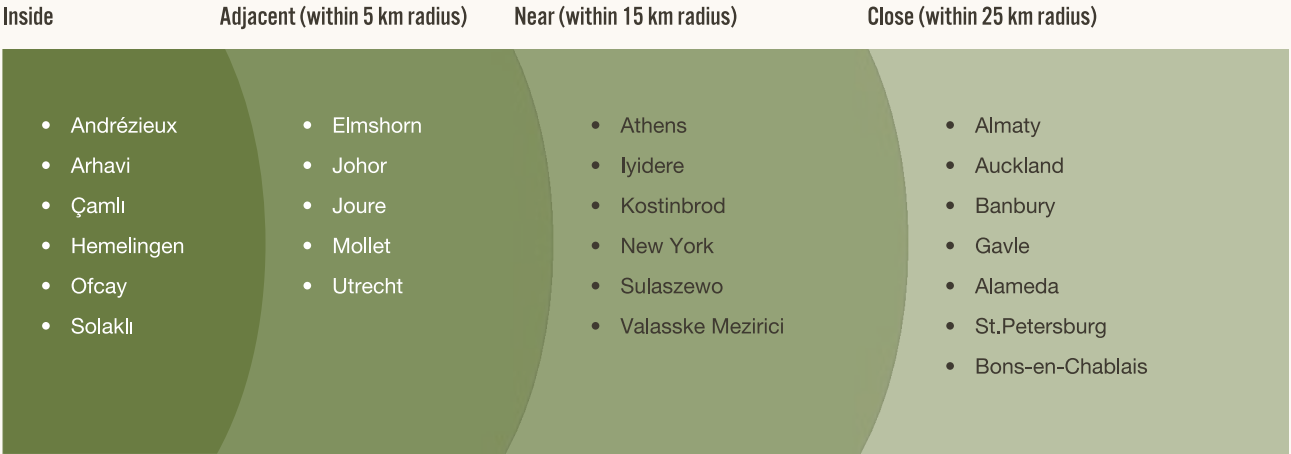 Inside
Adjacent (within 5 km radius)
Near (within 15 km radius)
Close (within 25 km radius)
• Andrézieux
• Arhavi
• Çamlı
• Hemelingen
• Ofcay
• Solaklı
• Elmshorn
• Johor
• Joure
• Mollet
• Utrecht
• Athens
• Iyidere
• Kostinbrod
• New York
• Sulaszewo
• Valasske Mezirici
• Almaty
• Auckland
• Banbury
• Gavle
• Alameda
• St.Petersburg
• Bons-en-Chablais